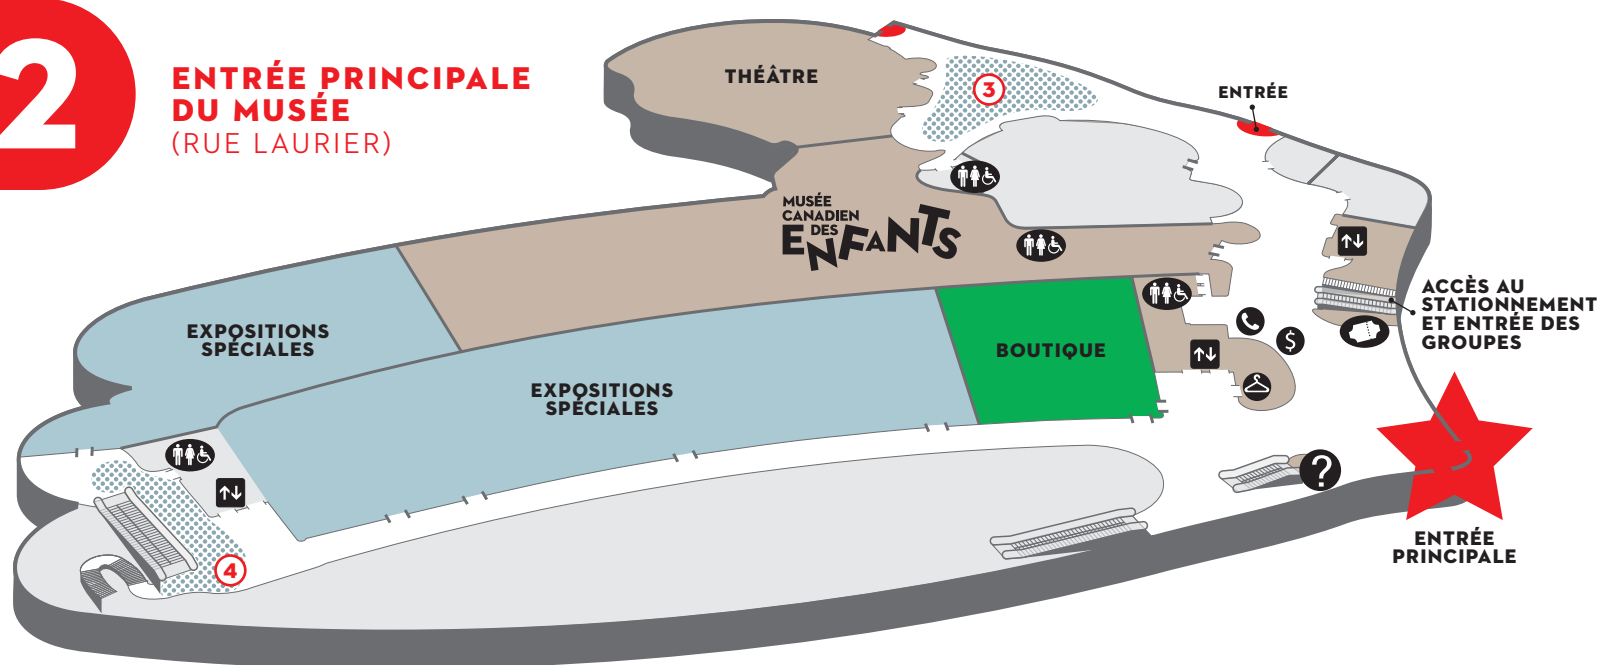 2
ENTRÉE PRINCIPALE
DU MUSÉE
(RUE LAURIER)
THÉÂTRE
3
ENTRÉE
MUSÉE
CANADIEN
DES
ENFANTS
EXPOSITIONS
SPÉCIALES
EXPOSITIONS
SPÉCIALES
BOUTIQUE
$
ACCÈS AU
STATIONNEMENT
ET ENTRÉE DES
GROUPES
?
4
ENTRÉE
PRINCIPALE